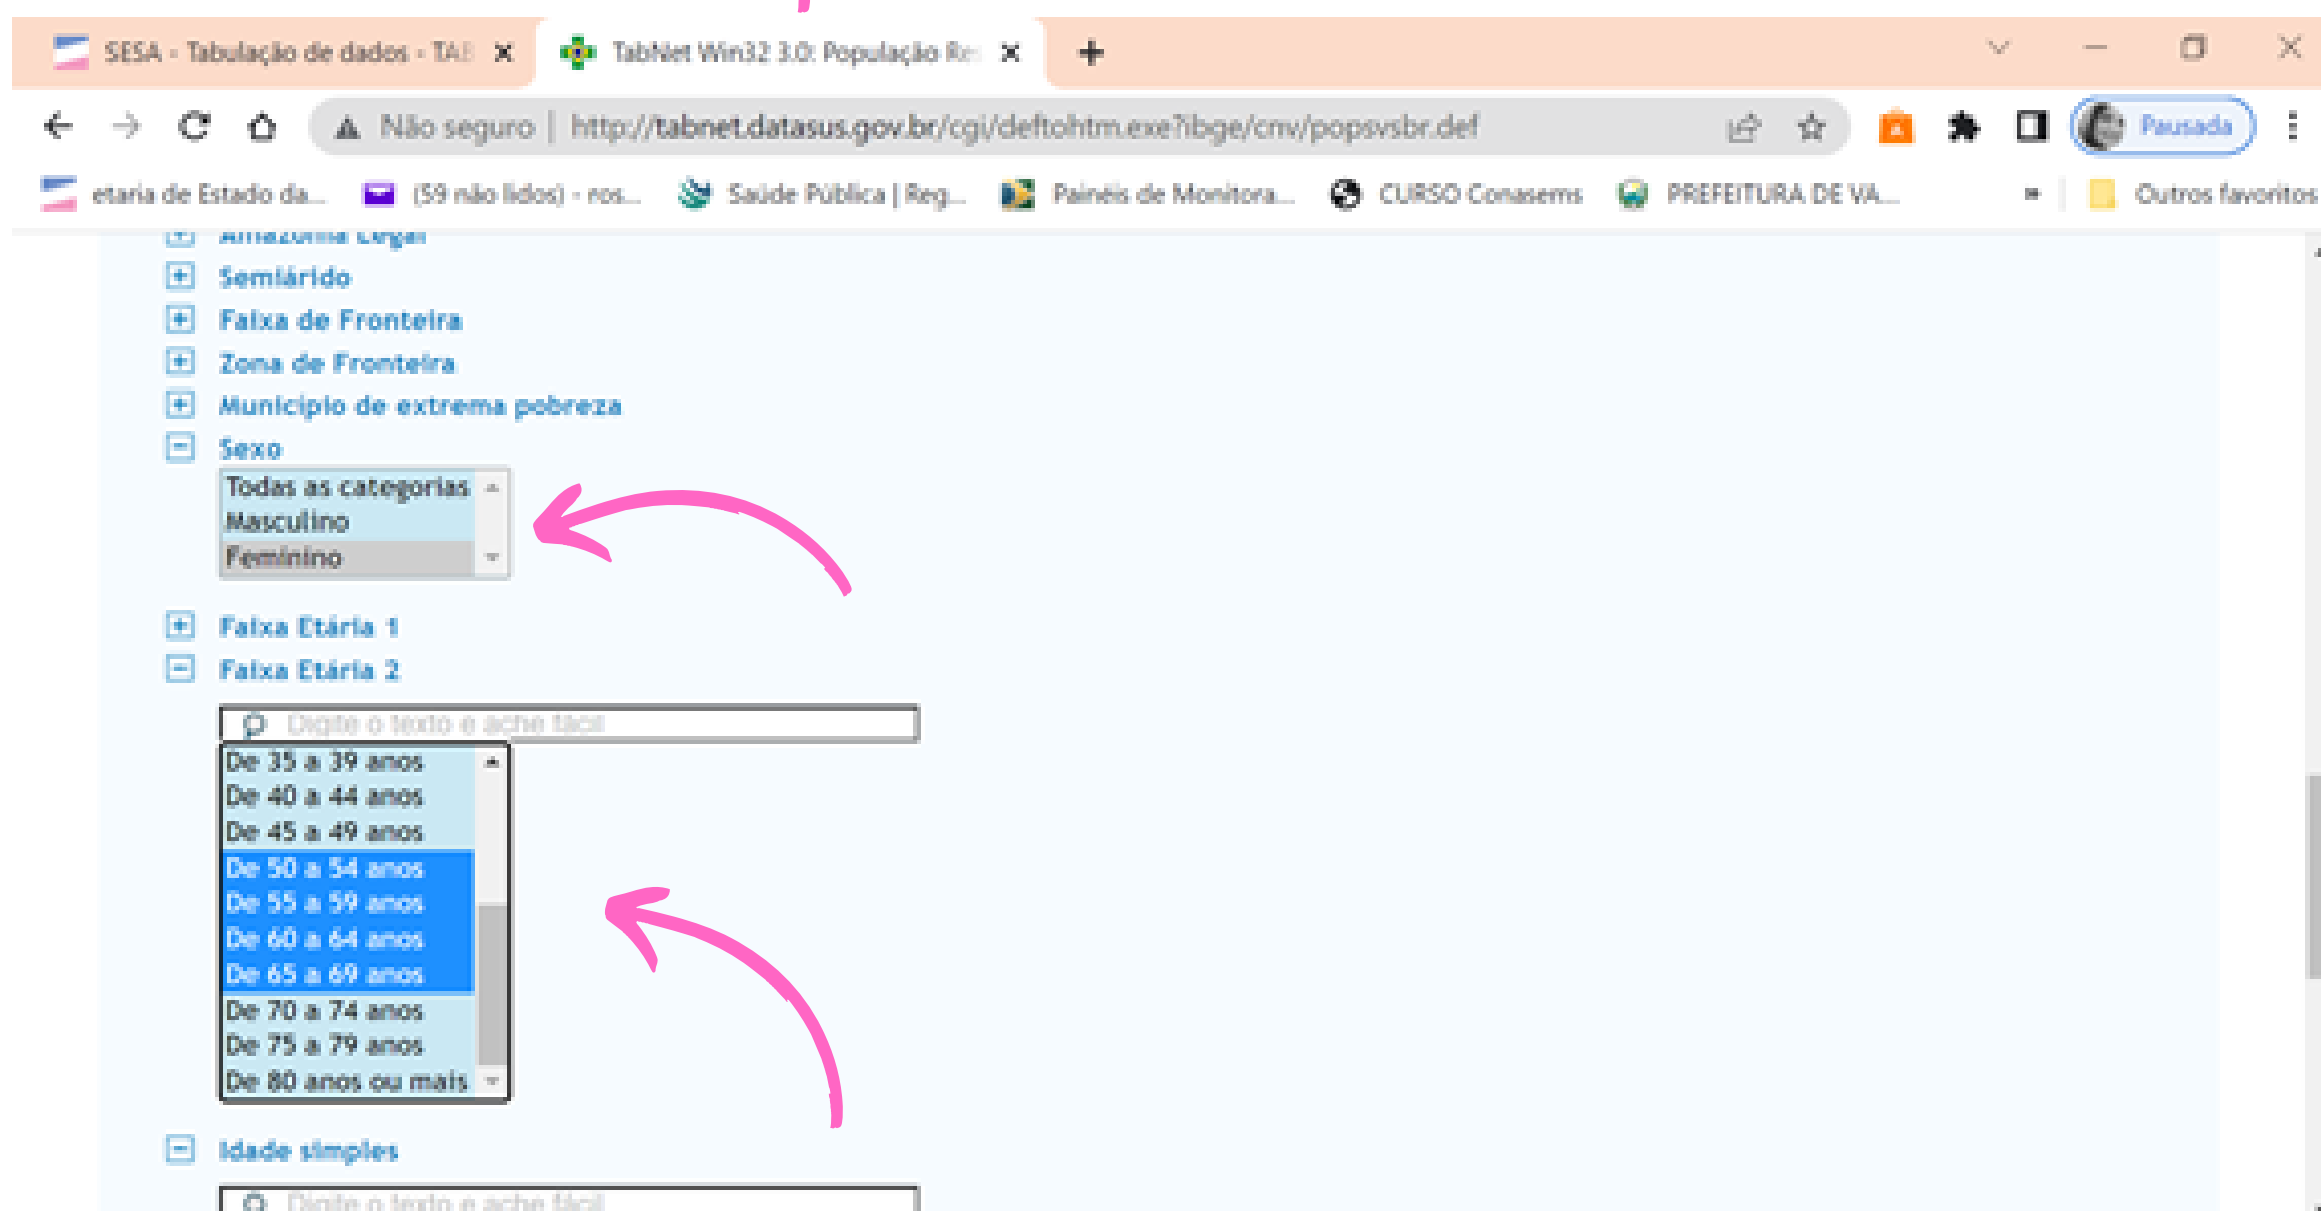 SESA - Tabulação de dados - TAB
TabNet Win32 3.0: População Re
Não seguro | http://tabnet.datasus.gov.br/cgi/deftohtm.exe?ibge/cnv/popsvsbr.def
Pausada
etaria de Estado da...
(59 não lidos) - ros...
Saúde Pública | Reg...
Painéis de Monitora...
CURSO Conasems
PREFEITURA DE VA...
»
Outros favoritos
Amazônia Legal
Semiárido
Faixa de Fronteira
Zona de Fronteira
Município de extrema pobreza
Sexo
Todas as categorias
Masculino
Feminino
Faixa Etária 1
Faixa Etária 2
Digite o texto e ache fácil
De 35 a 39 anos
De 40 a 44 anos
De 45 a 49 anos
De 50 a 54 anos
De 55 a 59 anos
De 60 a 64 anos
De 65 a 69 anos
De 70 a 74 anos
De 75 a 79 anos
De 80 anos ou mais
Idade simples
Digite o texto e ache fácil